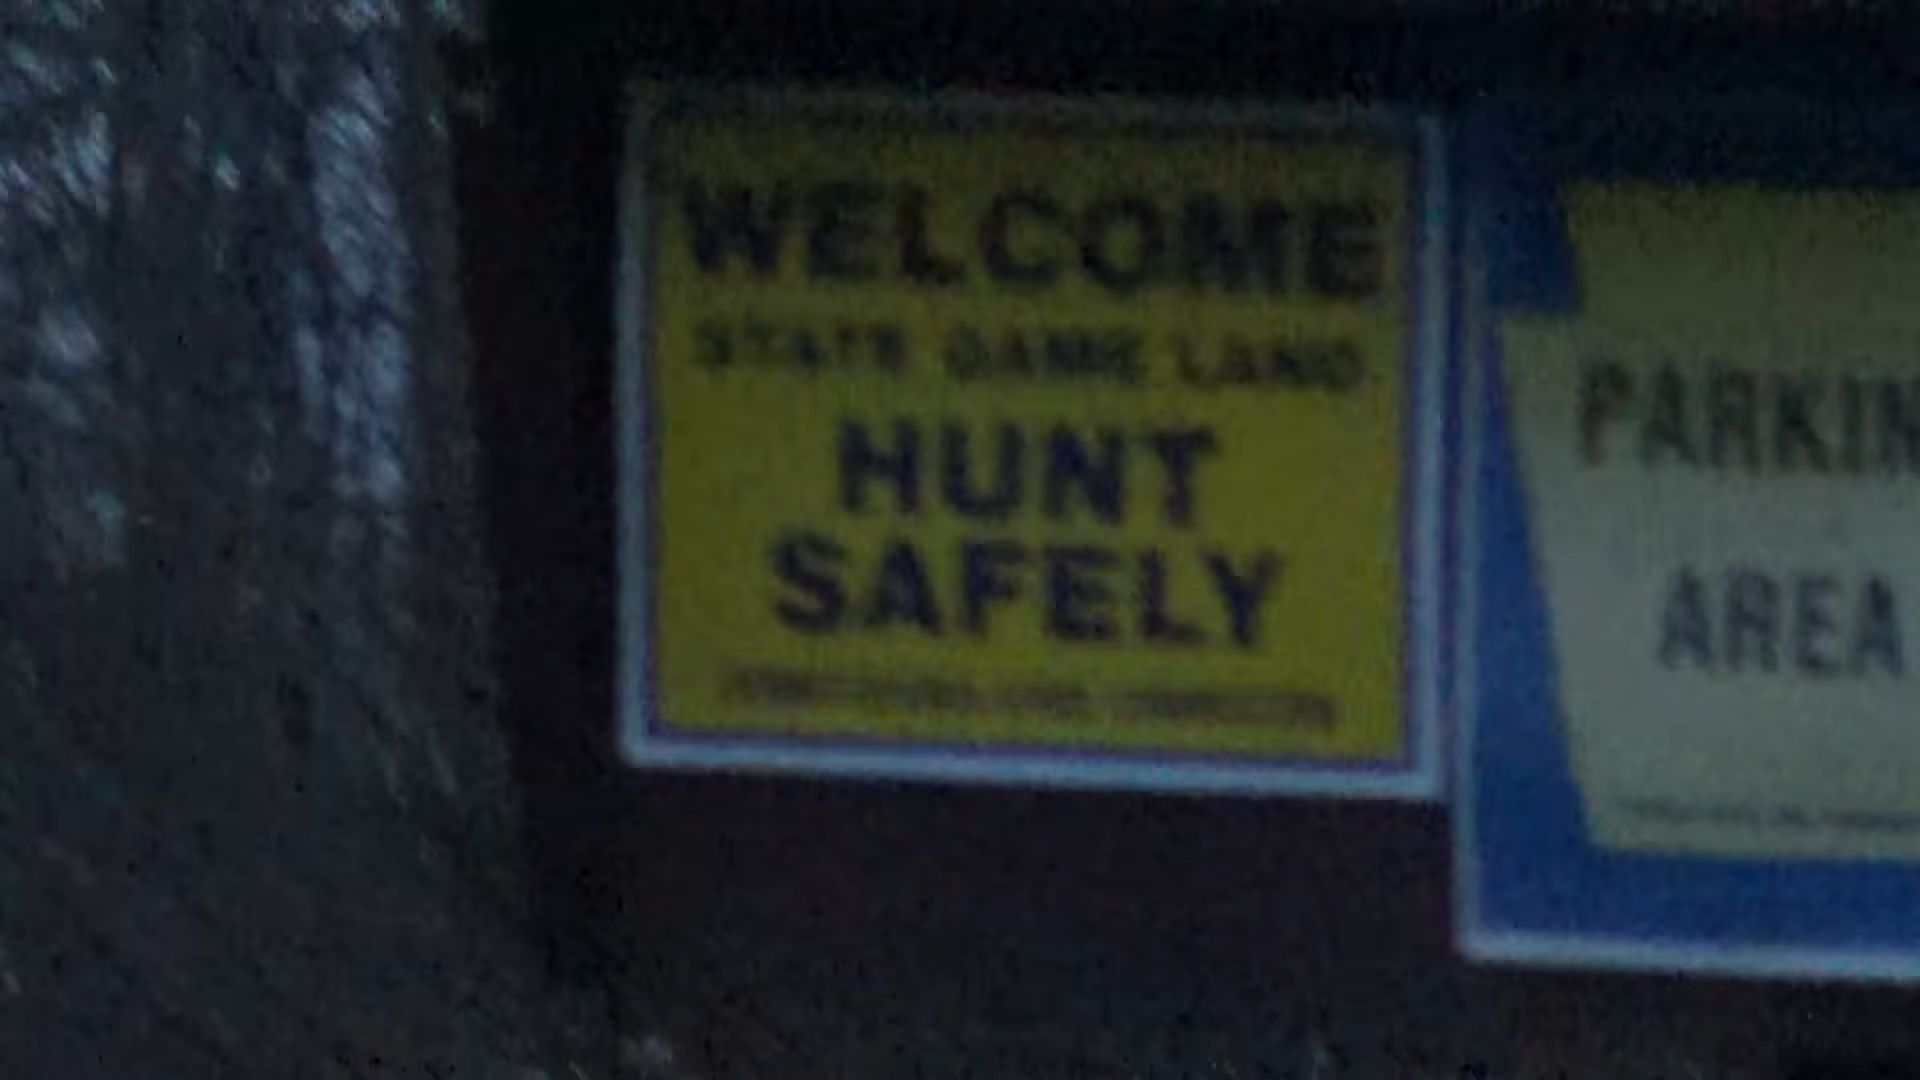 WELCOME
STATE GAME LAND
HUNT
SAFELY
PARKIN
AREA